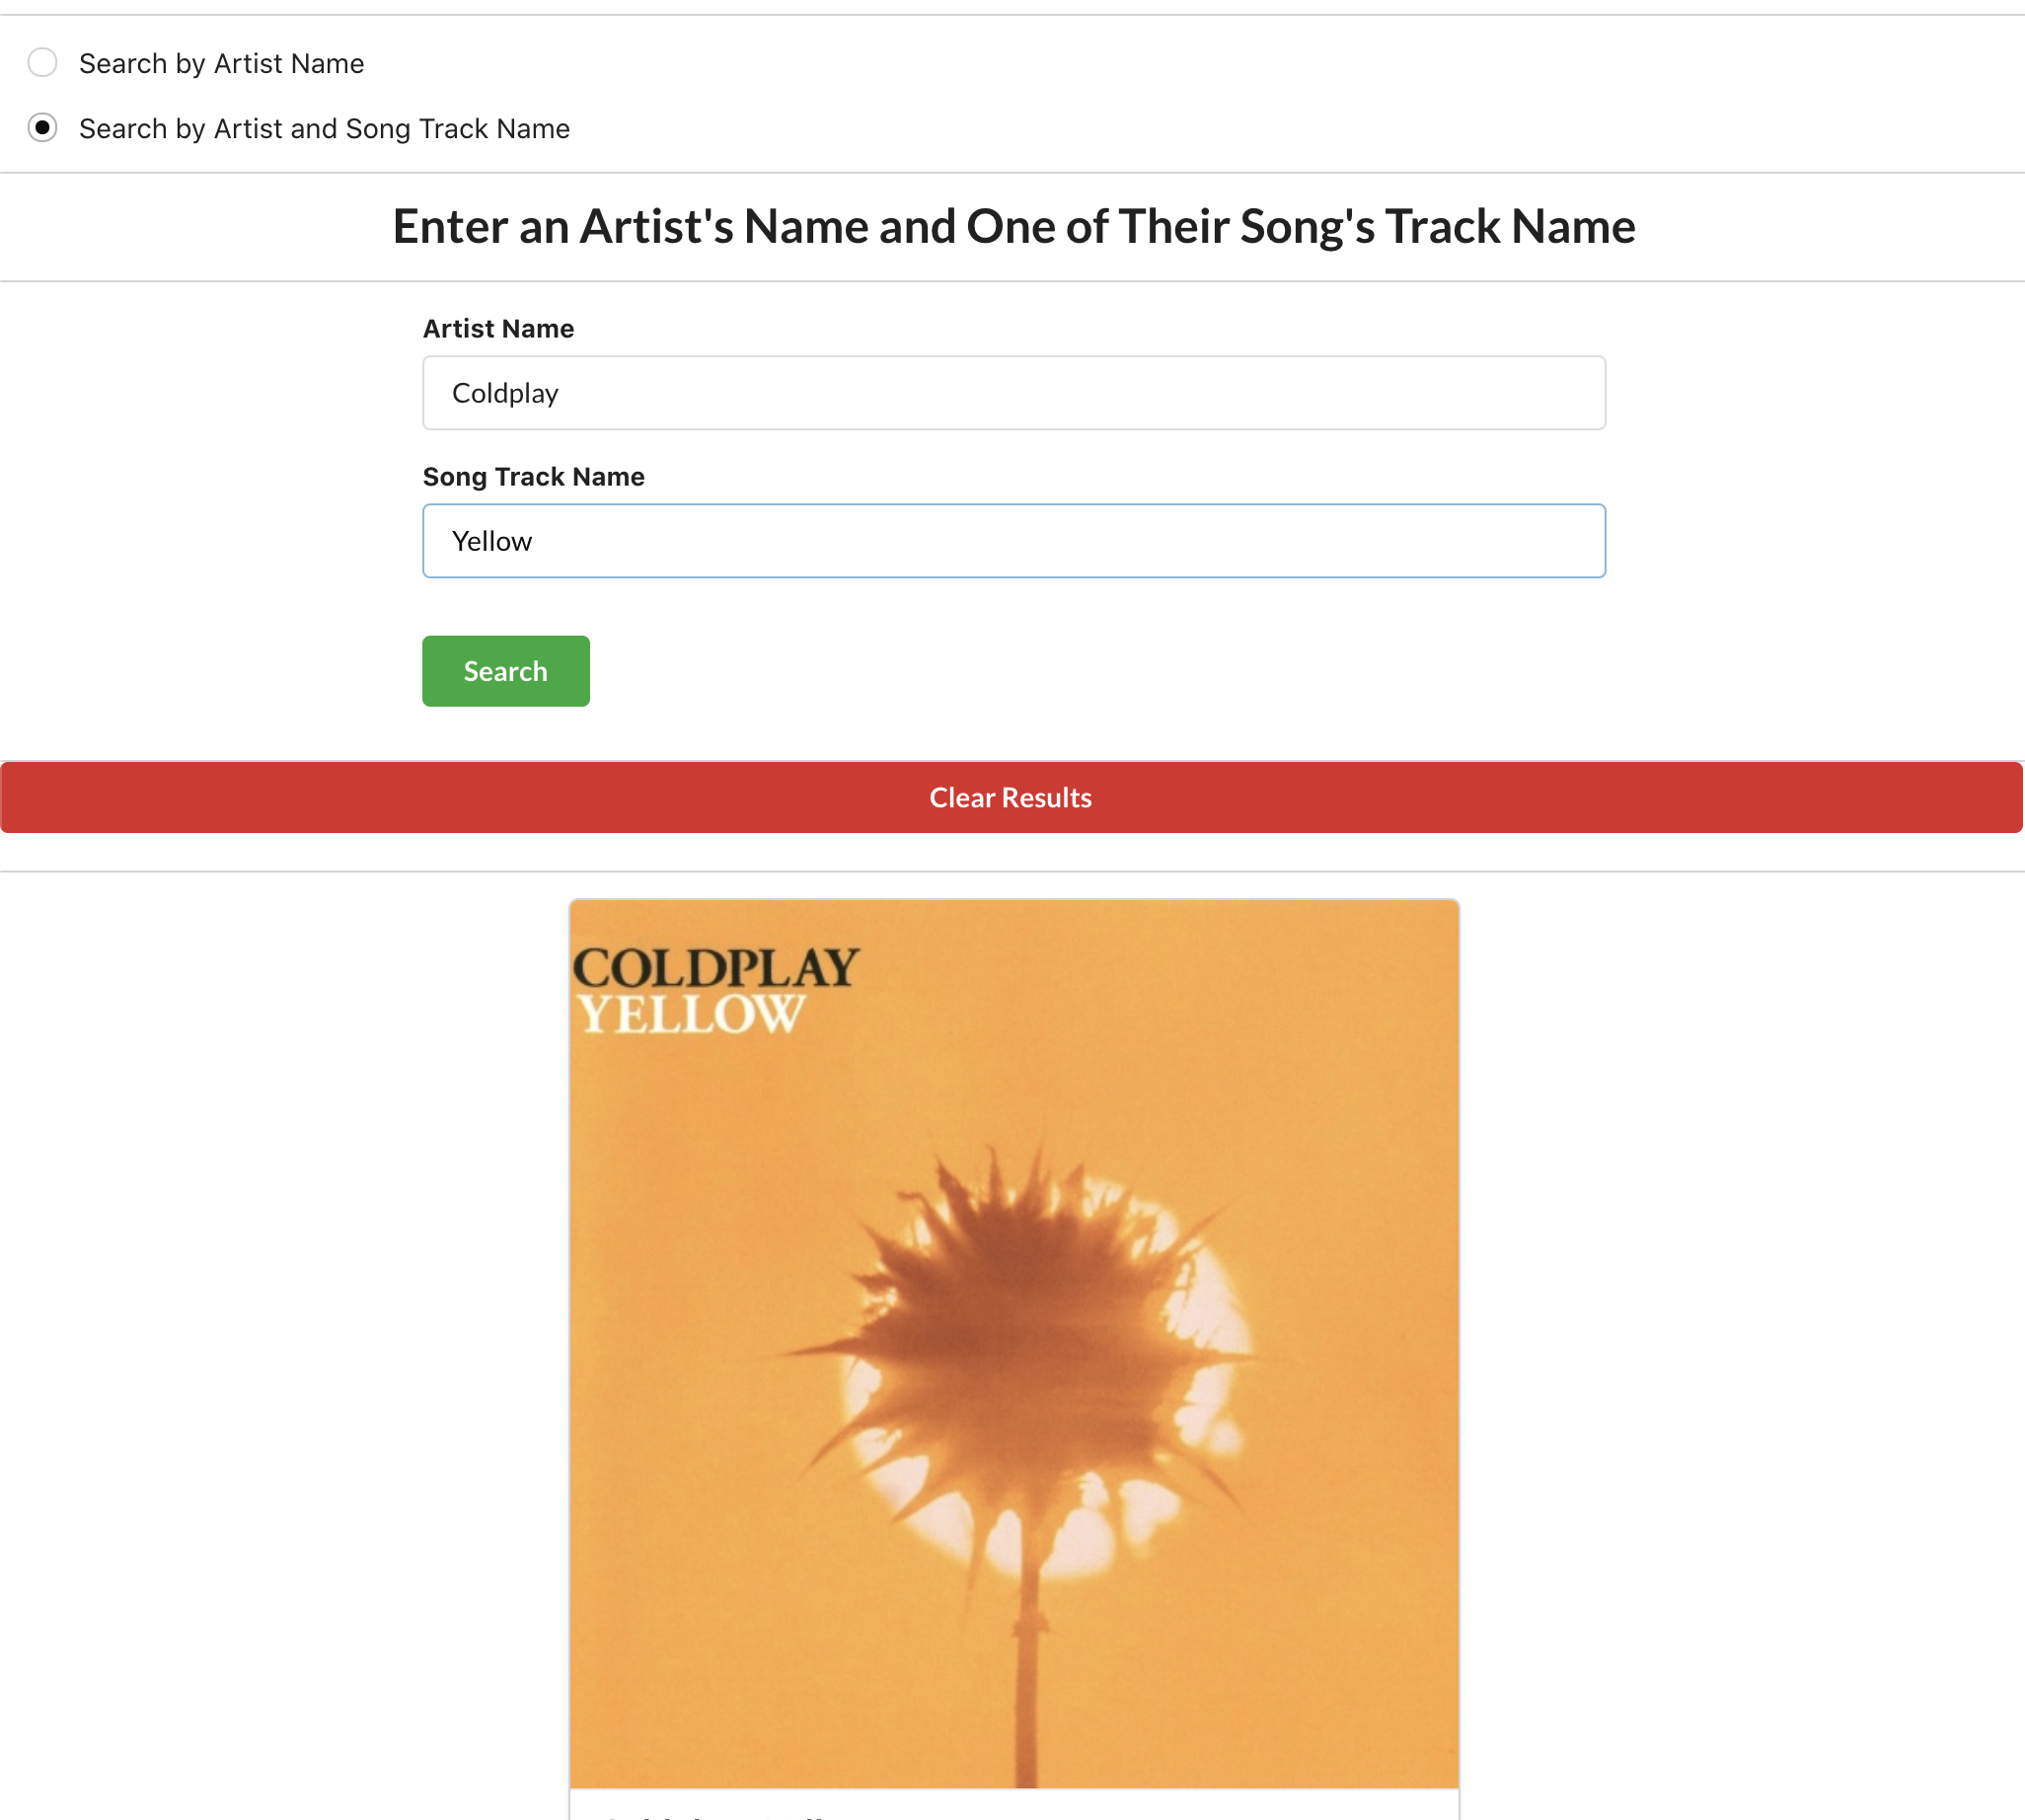 Search by Artist Name
Search by Artist and Song Track Name
Enter an Artist's Name and One of Their Song's Track Name
Artist Name
Coldplay
Song Track Name
Yellow
Search
Clear Results
COLDPLAY
YELLOW